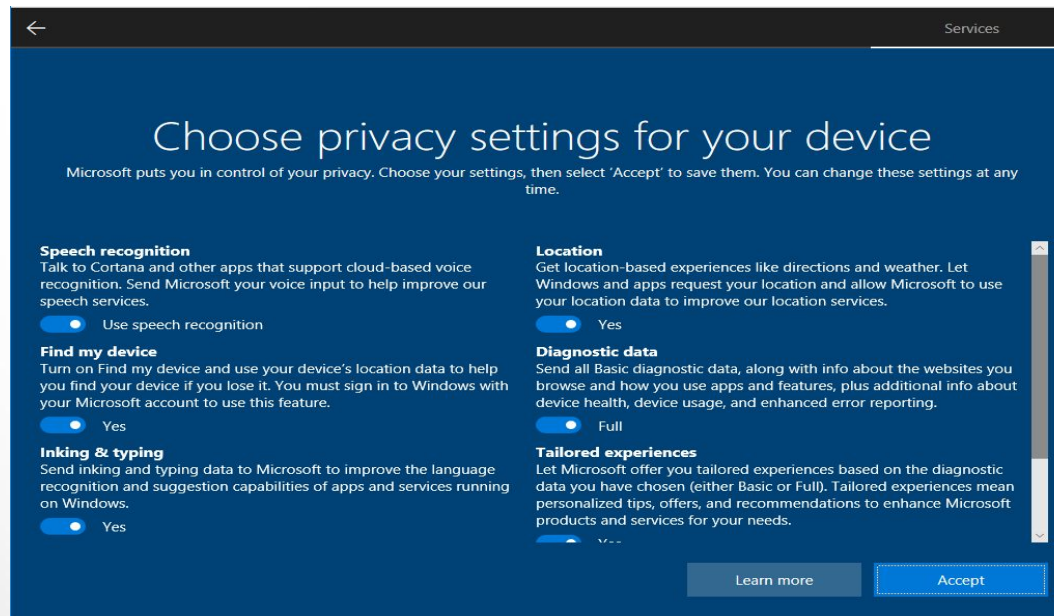 Services
Choose privacy settings for your device
Microsoft puts you in control of your privacy. Choose your settings, then select 'Accept' to save them. You can change these settings at any
time.
Speech recognition
Talk to Cortana and other apps that support cloud-based voice
recognition. Send Microsoft your voice input to help improve our
speech services.
Use speech recognition
Find my device
Turn on Find my device and use your device's location data to help
you find your device if you lose it. You must sign in to Windows with
your Microsoft account to use this feature.
Yes
Inking & typing
Send inking and typing data to Microsoft to improve the language
recognition and suggestion capabilities of apps and services running
on Windows.
Yes
Location
Get location-based experiences like directions and weather. Let
Windows and apps request your location and allow Microsoft to use
your location data to improve our location services.
Yes
Diagnostic data
Send all Basic diagnostic data, along with info about the websites you
browse and how you use apps and features, plus additional info about
device health, device usage, and enhanced error reporting.
Full
Tailored experiences
Let Microsoft offer you tailored experiences based on the diagnostic
data you have chosen (either Basic or Full). Tailored experiences mean
personalized tips, offers, and recommendations to enhance Microsoft
products and services for your needs.
Yes
Learn more
Accept